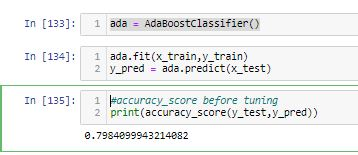 In [133]: 1 ada = AdaBoostClassifier()
In [134]: 1 ada.fit(x_train,y_train)
2 y_pred = ada.predict(x_test)
In [135]: 1 #accuracy_score before tuning
2 print(accuracy_score(y_test,y_pred))
0.7984099943214082